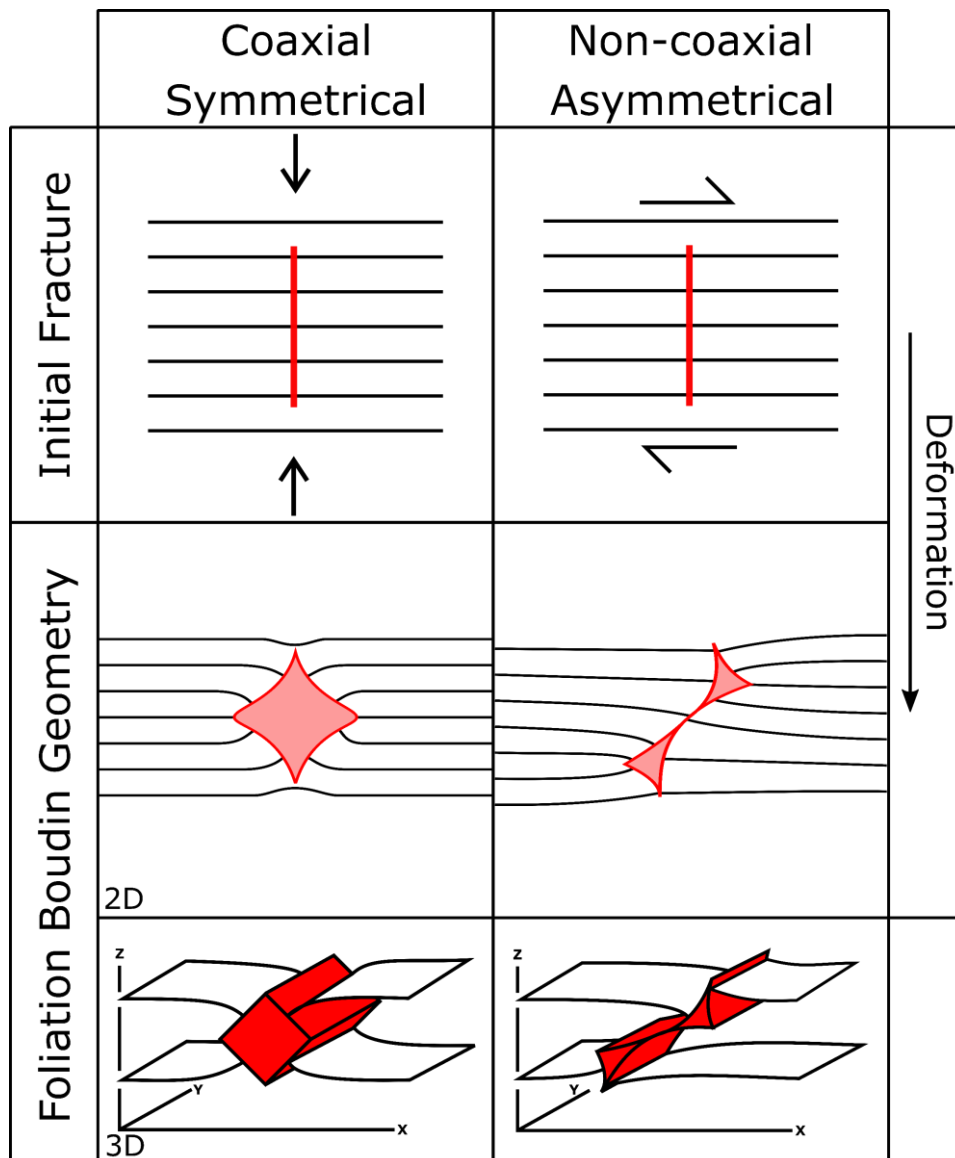 Coaxial
Symmetrical
Non-coaxial
Asymmetrical
Initial Fracture
Deformation
Foliation Boudin Geometry
2D
Z
Y
X
3D
Z
Y
X